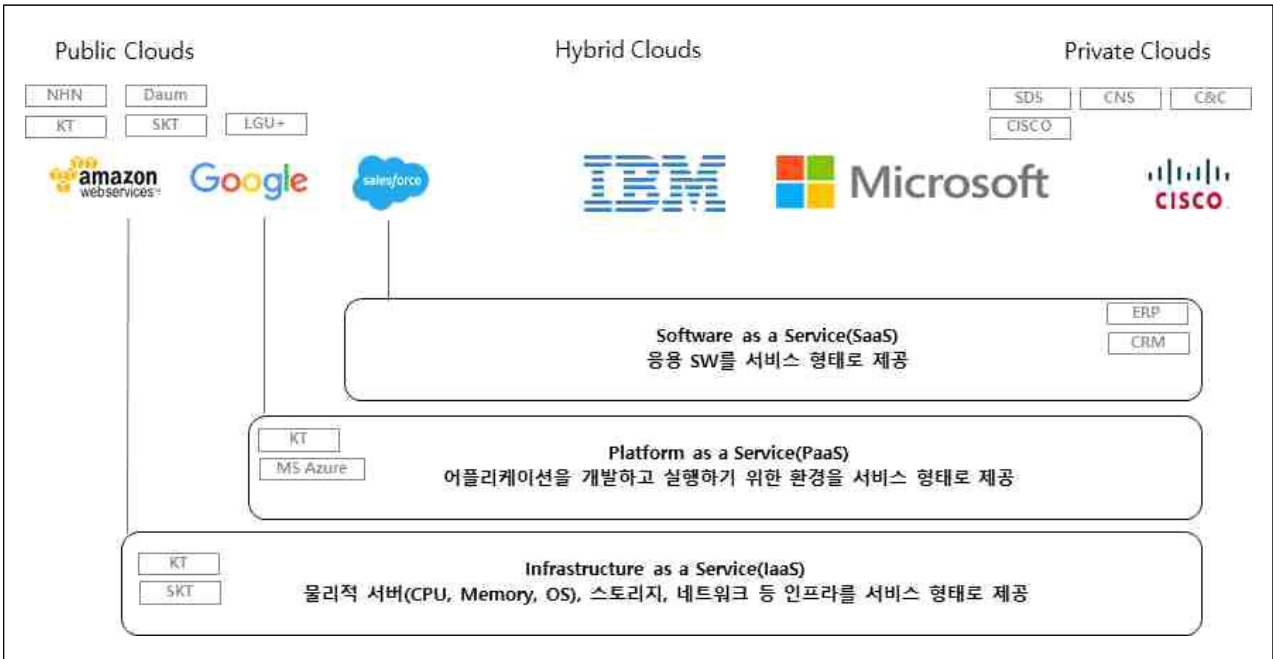 Public Clouds
Hybrid Clouds
Private Clouds
NHN
Daum
SDS
CNS
C&C
KT
SKT
LGU+
CISCO
amazon
webservices™
Google
salesforce
IBM
Microsoft
CISCO.
Software as a Service(SaaS)
응용 SW를 서비스 형태로 제공
ERP
CRM
KT
MS Azure
Platform as a Service(PaaS)
어플리케이션을 개발하고 실행하기 위한 환경을 서비스 형태로 제공
KT
SKT
Infrastructure as a Service(IaaS)
물리적 서버(CPU, Memory, OS), 스토리지, 네트워크 등 인프라를 서비스 형태로 제공